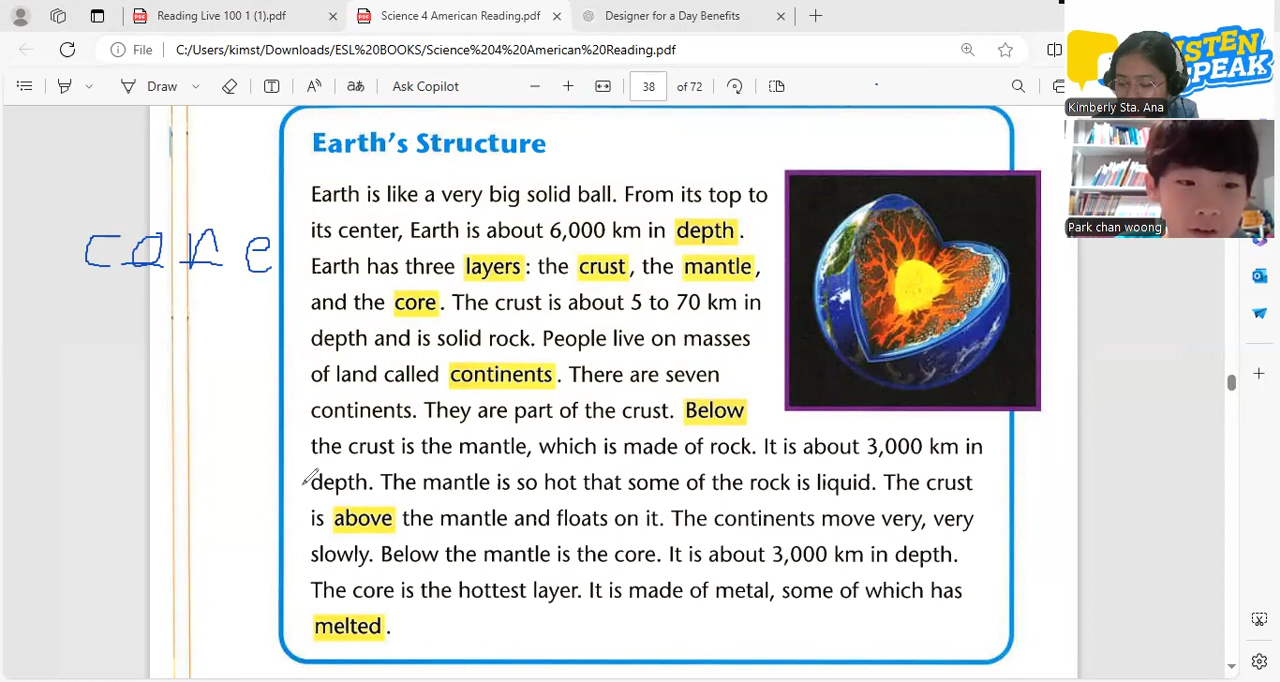 Reading Live 100 1 (1).pdf
Science 4 American Reading.pdf
Designer for a Day Benefits
File
C:/Users/kimst/Downloads/ESL%20BOOKS/Science%204%20American%20Reading.pdf
Draw
Ask Copilot
38
of 72
LISTEN
SPEAK
Kimberly Sta. Ana
Park chan woong
Earth's Structure
Earth is like a very big solid ball. From its top to
its center, Earth is about 6,000 km in depth.
Earth has three layers: the crust, the mantle,
and the core. The crust is about 5 to 70 km in
depth and is solid rock. People live on masses
of land called continents. There are seven
continents. They are part of the crust. Below
the crust is the mantle, which is made of rock. It is about 3,000 km in
depth. The mantle is so hot that some of the rock is liquid. The crust
is above the mantle and floats on it. The continents move very, very
slowly. Below the mantle is the core. It is about 3,000 km in depth.
The core is the hottest layer. It is made of metal, some of which has
melted.